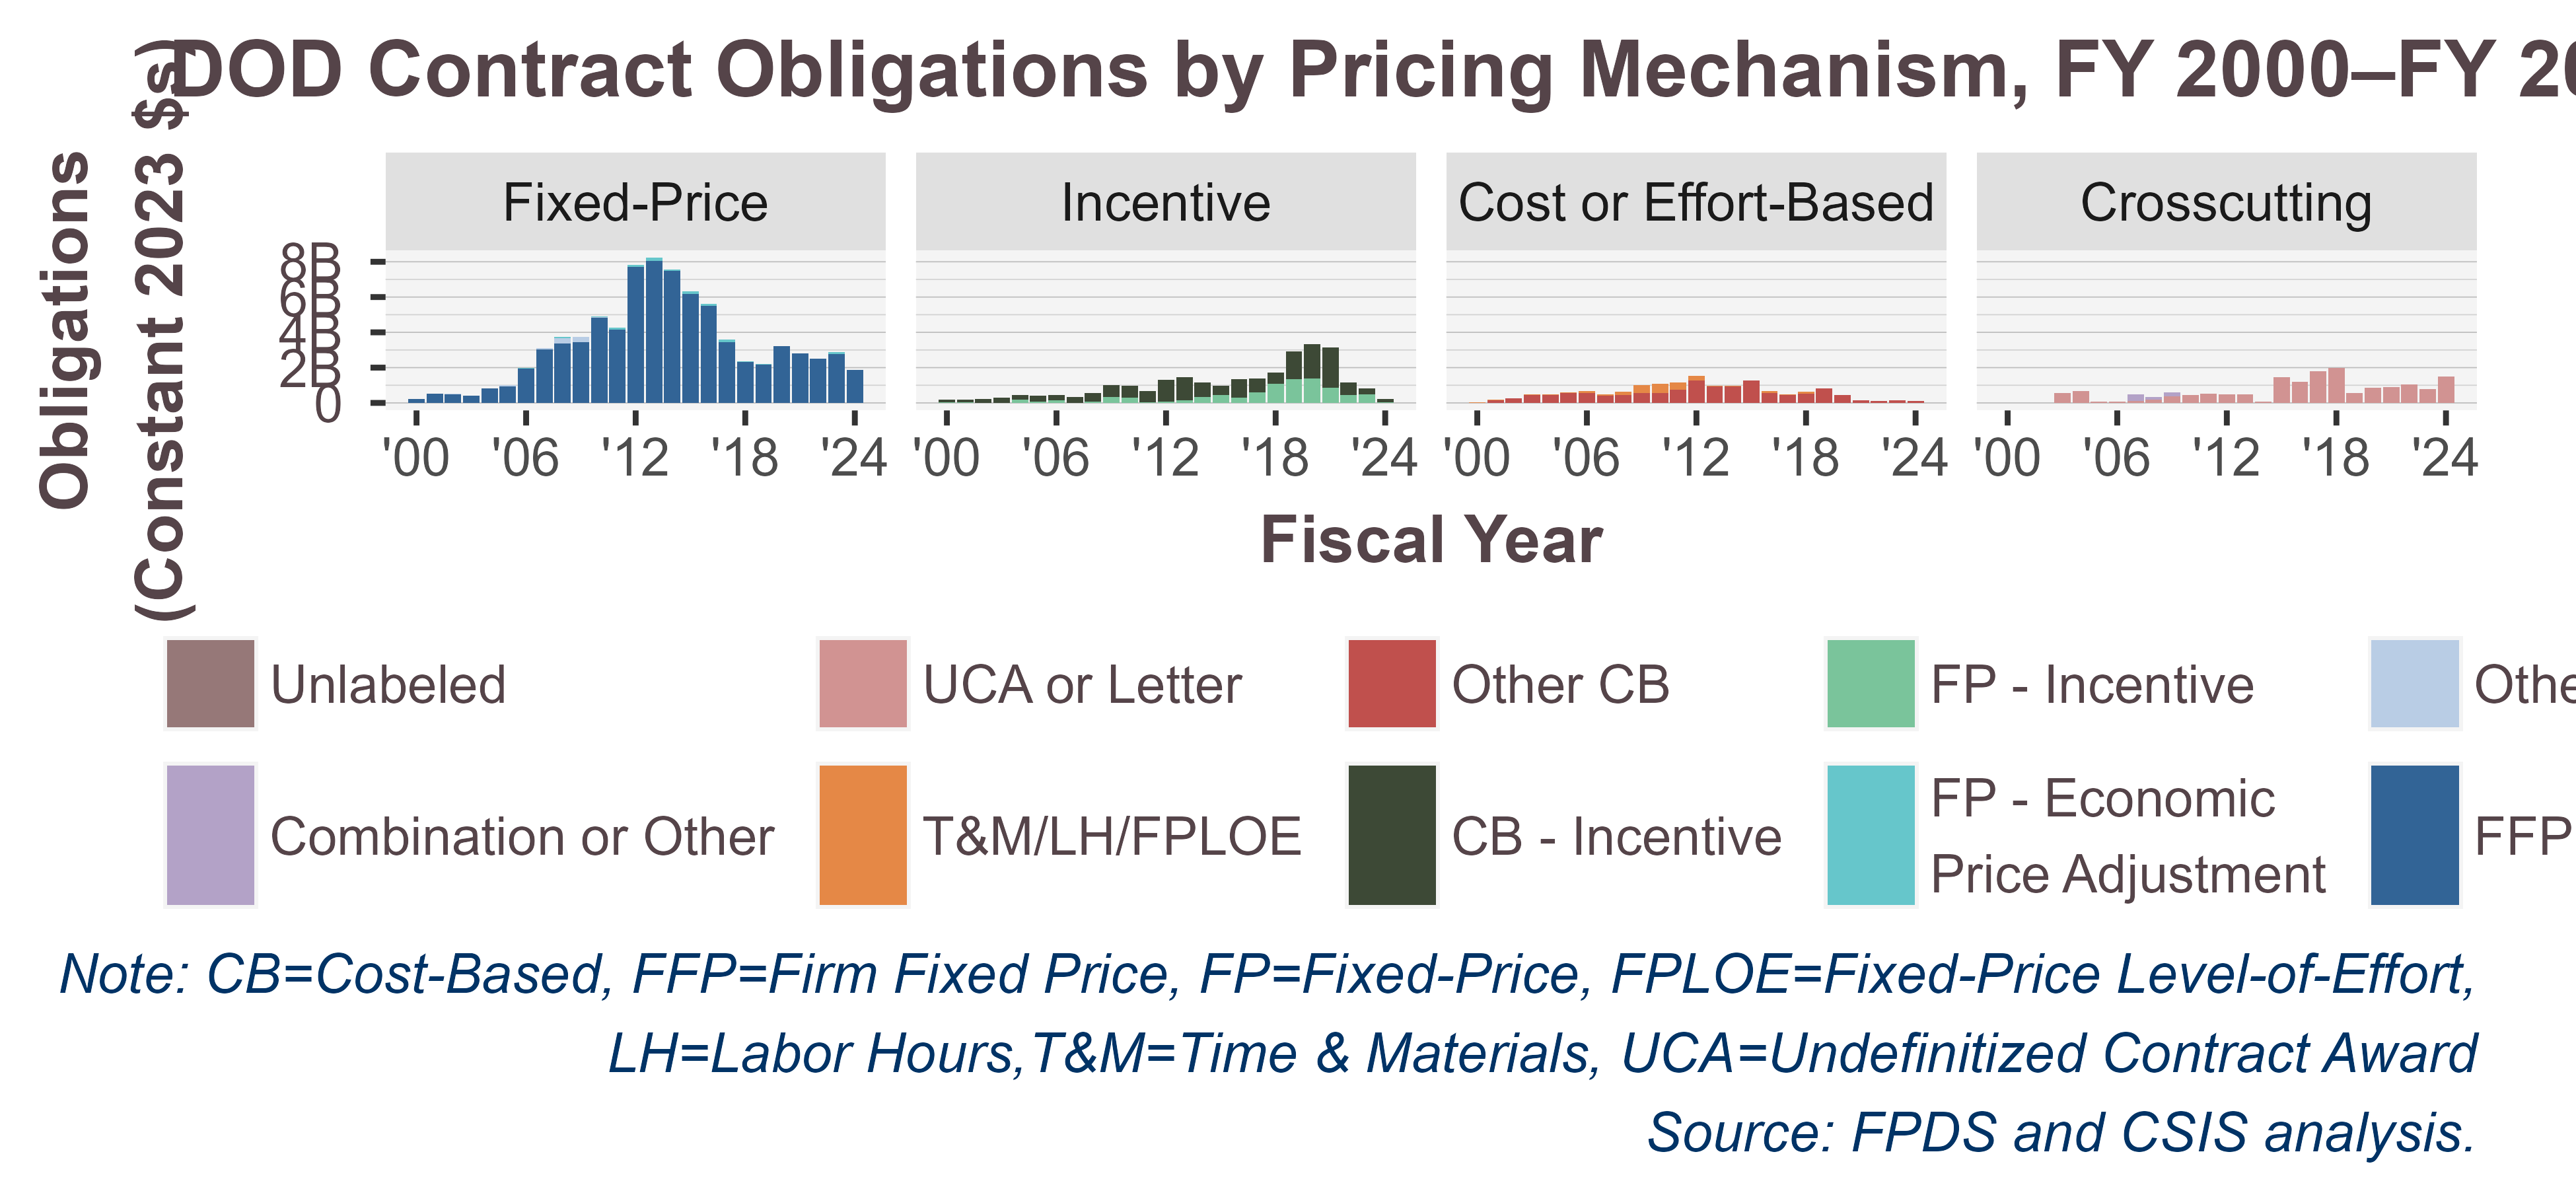 DOD Contract Obligations by Pricing Mechanism, FY 2000–FY 20
Obligations
(Constant 2023 $s)
Fixed-Price
Incentive
Cost or Effort-Based
Crosscutting
8B
6B
4B
2B
0
'00 '06 '12 '18 '24
'00 '06 '12 '18 '24
'00 '06 '12 '18 '24
'00 '06 '12 '18 '24
Fiscal Year
Unlabeled
UCA or Letter
Other CB
FP - Incentive
Othe
Combination or Other
T&M/LH/FPLOE
CB - Incentive
FP - Economic
Price Adjustment
FFP
Note: CB=Cost-Based, FFP=Firm Fixed Price, FP=Fixed-Price, FPLOE=Fixed-Price Level-of-Effort,
LH=Labor Hours,T&M=Time & Materials, UCA=Undefinitized Contract Award
Source: FPDS and CSIS analysis.